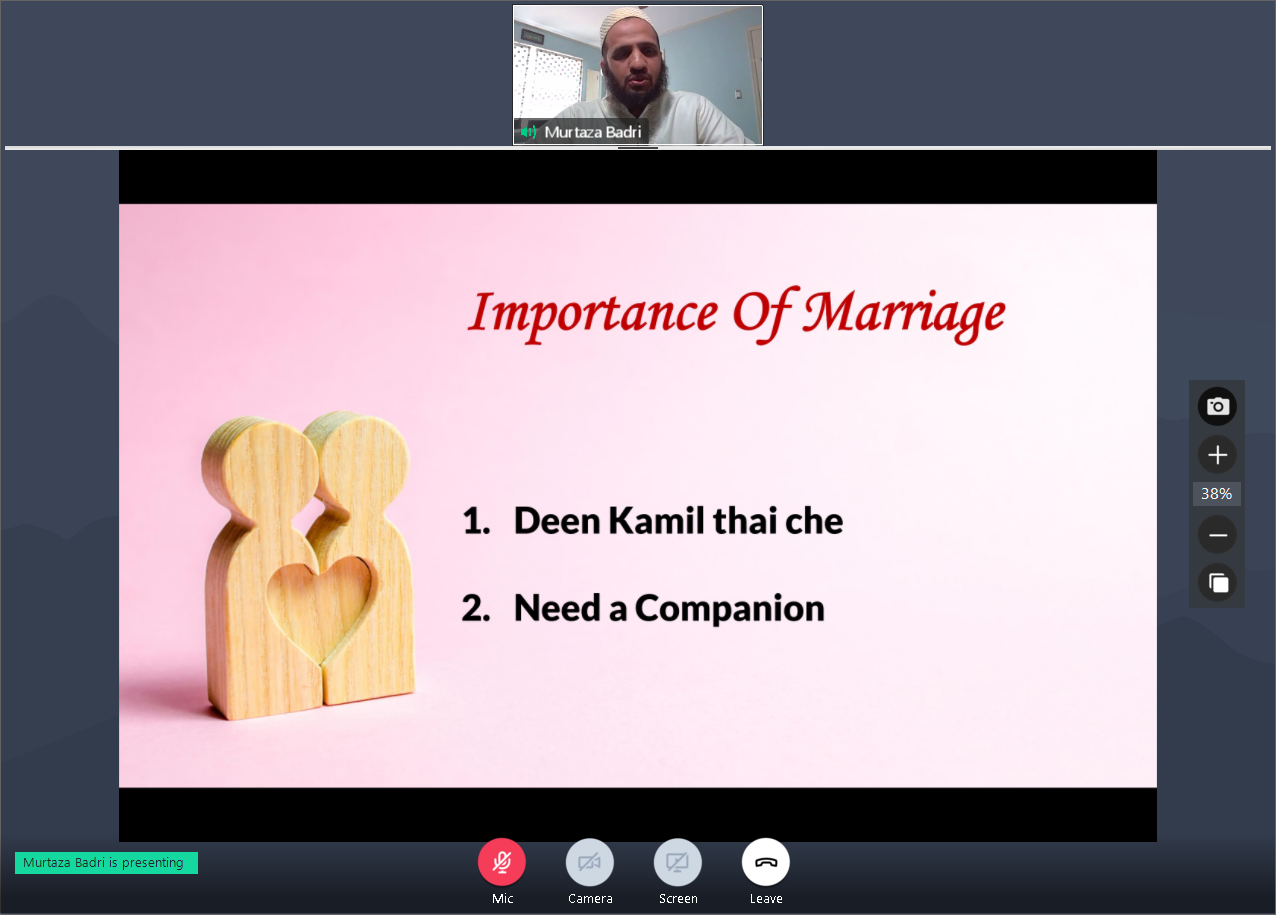 Murtaza Badri
Importance Of Marriage
1. Deen Kamil thai che
2. Need a Companion
38%
Murtaza Badri is presenting
Mic
Camera
Screen
Leave